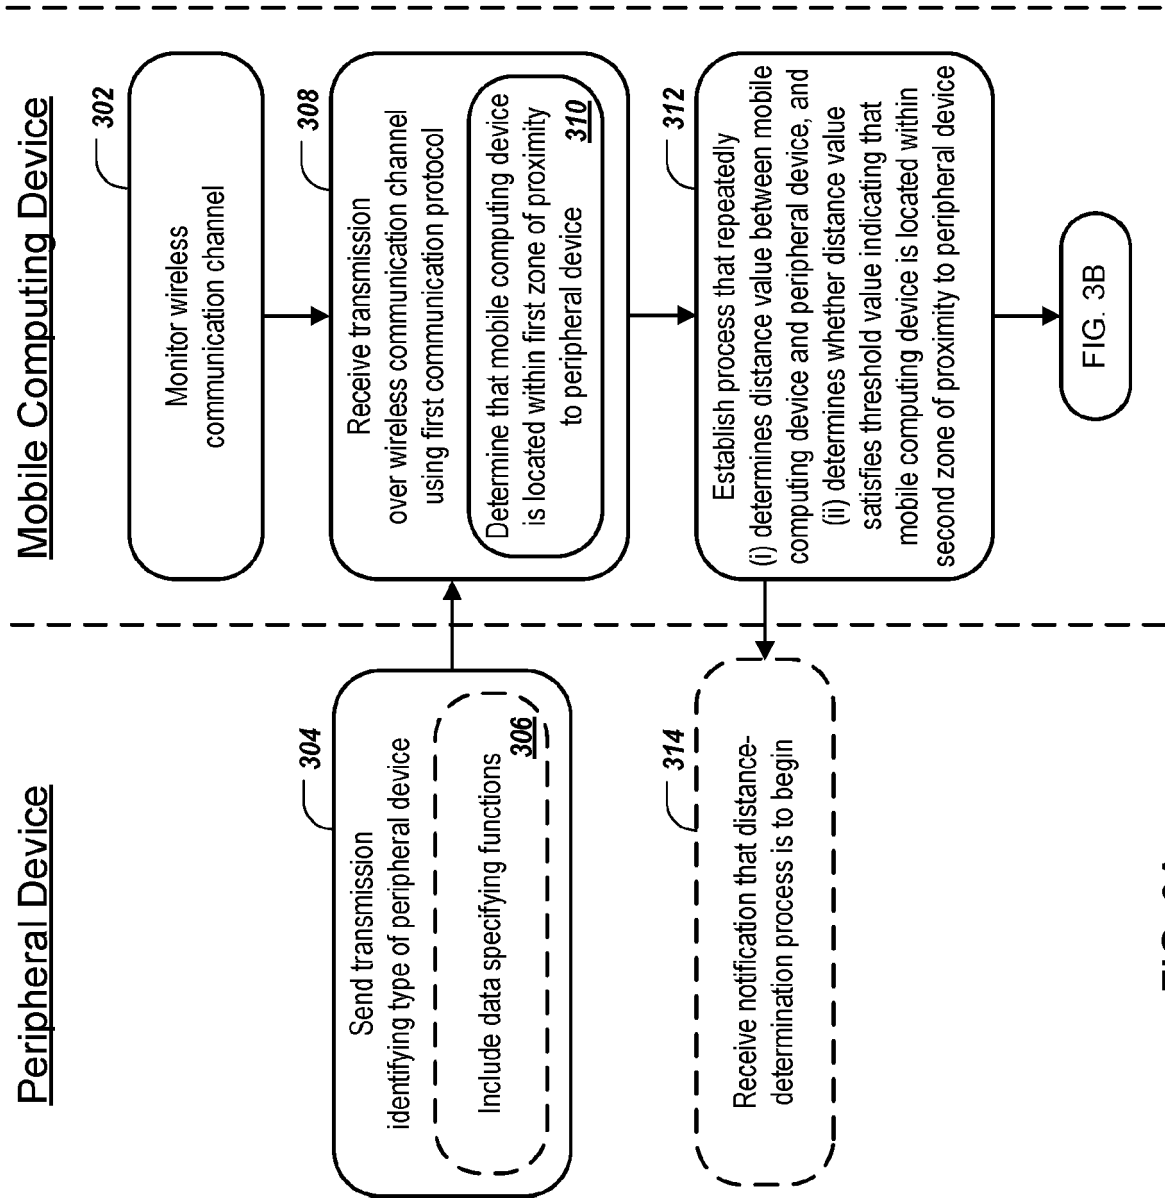 Peripheral Device
Mobile Computing Device
302
Monitor wireless
communication channel
304
Send transmission
identifying type of peripheral device
Include data specifying functions
306
308
Receive transmission
over wireless communication channel
using first communication protocol
Determine that mobile computing device
is located within first zone of proximity
to peripheral device
310
312
Establish process that repeatedly
(i) determines distance value between mobile
computing device and peripheral device, and
(ii) determines whether distance value
satisfies threshold value indicating that
mobile computing device is located within
second zone of proximity to peripheral device
314
Receive notification that distance-
determination process is to begin
FIG. 3B